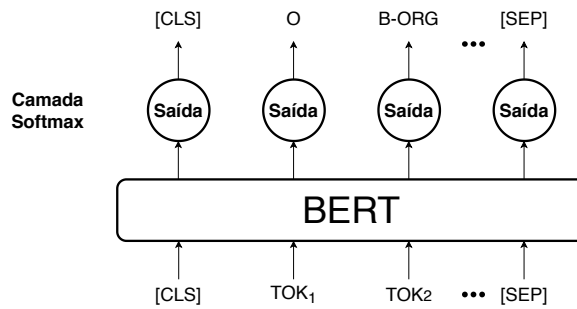 [CLS] O B-ORG ••• [SEP]
Camada
Softmax
Saída Saída Saída Saída
BERT
[CLS] TOK₁ TOK2 ••• [SEP]